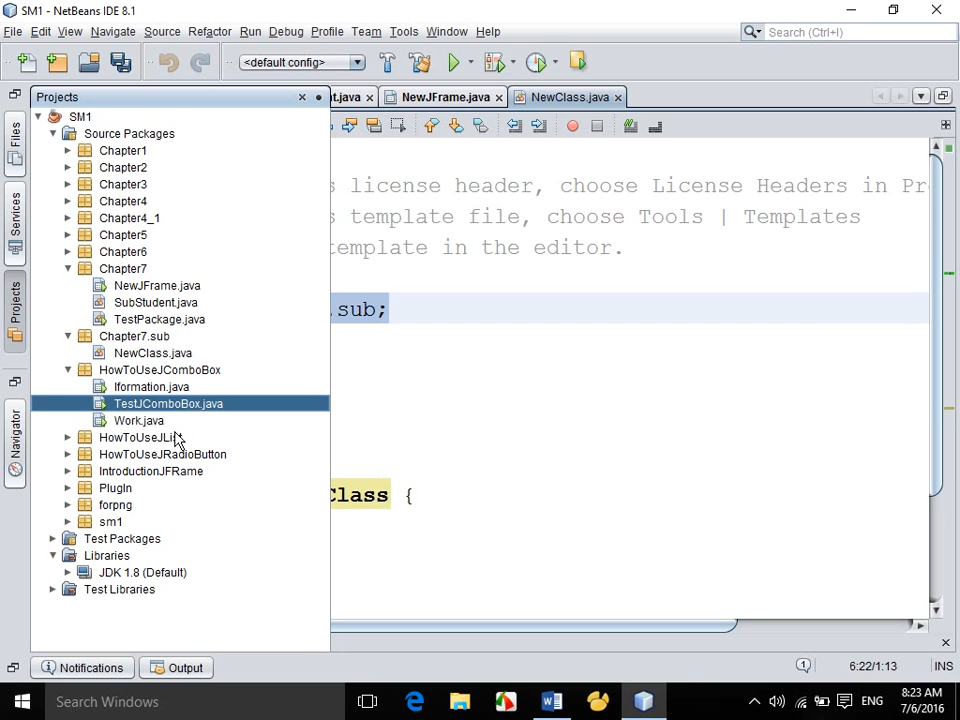 SM1 - NetBeans IDE 8.1
File Edit View Navigate Source Refactor Run Debug Profile Team Tools Window Help
Search (Ctrl+I)
<default config>
Projects
t.java
NewJFrame.java
NewClass.java
Files
Services
Projects
Navigator
SM1
Source Packages
Chapter1
Chapter2
Chapter3
Chapter4
Chapter4_1
Chapter5
Chapter6
Chapter7
NewJFrame.java
SubStudent.java
TestPackage.java
Chapter7.sub
NewClass.java
HowToUseJComboBox
Iformation.java
TestJComboBox.java
Work.java
HowToUseJList
HowToUseJRadioButton
IntroductionJFRame
PlugIn
forpng
sm1
Test Packages
Libraries
JDK 1.8 (Default)
Test Libraries
s license header, choose License Headers in Pr
s template file, choose Tools | Templates
template in the editor.
.sub;
Class {
Notifications
Output
1
6:22/1:13
INS
Search Windows
ENG
8:23 AM
7/6/2016